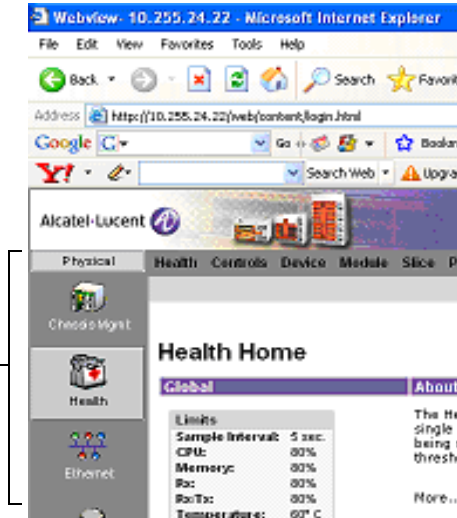 Webview- 10.255.24.22 - Microsoft Internet Explorer
File Edit View Favorites Tools Help
Back Search Favorit
Address http://10.255.24.22/web/content/login.html
Google G Go Bookmar
Y! Search Web Upgra
Alcatel·Lucent
Physical Health Controls Device Module Slice P
Chassis Mgmt
Health Home
Health
Global About
Limits The He
Sample Interval: 5 sec. single
CPU: 80% being
Memory: 80% thresh
Rx: 80%
Ethernet
Rx/Tx: 80% More..
Temperature: 60° C